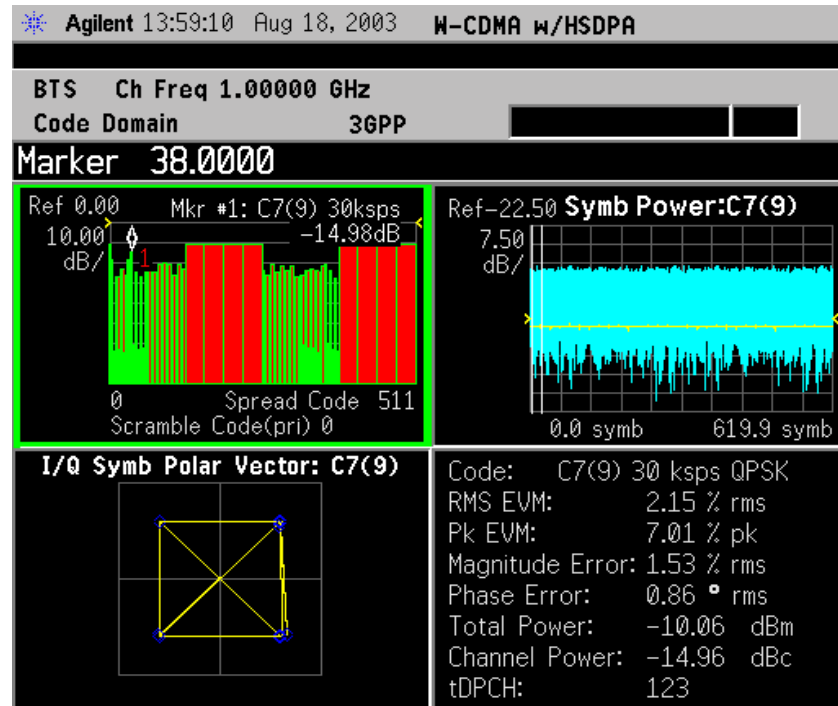 Agilent 13:59:10 Aug 18, 2003 W-CDMA w/HSDPA
BTS Ch Freq 1.00000 GHz
Code Domain 3GPP
Marker 38.0000
Ref 0.00 Mkr #1: C7(9) 30ksps
10.00 -14.98dB
dB/
1
0 Spread Code 511
Scramble Code(pri) 0
Ref-22.50 Symb Power:C7(9)
7.50
dB/
0.0 symb 619.9 symb
I/Q Symb Polar Vector: C7(9)
Code: C7(9) 30 ksps QPSK
RMS EVM: 2.15 % rms
Pk EVM: 7.01 % pk
Magnitude Error: 1.53 % rms
Phase Error: 0.86 ° rms
Total Power: -10.06 dBm
Channel Power: -14.96 dBc
tDPCH: 123